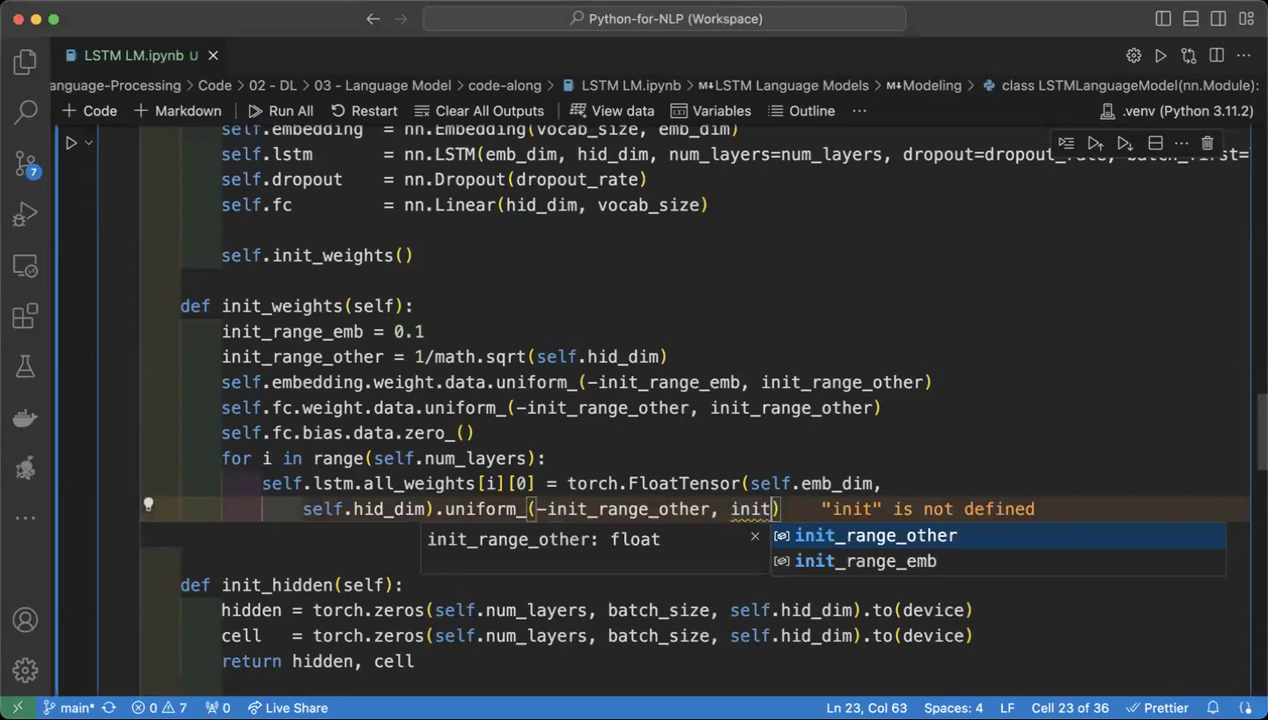 Python-for-NLP (Workspace)
LSTM LM.ipynb U
anguage-Processing > Code > 02 - DL > 03 - Language Model > code-along > LSTM LM.ipynb > LSTM Language Models > Modeling > class LSTMLanguageModel(nn.Module):
+ Code + Markdown Run All Restart Clear All Outputs View data Variables Outline ··· .venv (Python 3.11.2)
self.embedding = nn.Embedding(vocab_size, emb_dim)
self.lstm = nn.LSTM(emb_dim, hid_dim, num_layers=num_layers, dropout=dropout_rate, batch_first=
self.dropout = nn.Dropout(dropout_rate)
7
self.fc = nn.Linear(hid_dim, vocab_size)
self.init_weights()
def init_weights(self):
init_range_emb = 0.1
init_range_other = 1/math.sqrt(self.hid_dim)
self.embedding.weight.data.uniform_(-init_range_emb, init_range_other)
self.fc.weight.data.uniform_(-init_range_other, init_range_other)
self.fc.bias.data.zero_()
for i in range(self.num_layers):
self.lstm.all_weights[i][0] = torch.FloatTensor(self.emb_dim,
self.hid_dim).uniform_(-init_range_other, init) "init" is not defined
init_range_other: float
init_range_other
init_range_emb
def init_hidden(self):
hidden = torch.zeros(self.num_layers, batch_size, self.hid_dim).to(device)
cell = torch.zeros(self.num_layers, batch_size, self.hid_dim).to(device)
return hidden, cell
main* 0 7 0 Live Share Ln 23, Col 63 Spaces: 4 LF Cell 23 of 36 Prettier